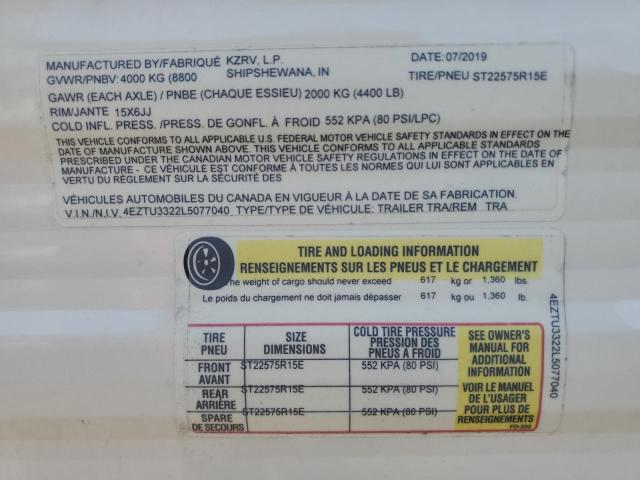 MANUFACTURED BY/FABRIQUÉ KZRV, L.P. DATE: 07/2019
GVWR/PNBV: 4000 KG (8800 SHIPSHEWANA, IN TIRE/PNEU ST22575R15E
GAWR (EACH AXLE) / PNBE (CHAQUE ESSIEU) 2000 KG (4400 LB)
RIM/JANTE 15X6JJ
COLD INFL. PRESS. /PRESS. DE GONFL. À FROID 552 KPA (80 PSI/LPC)
THIS VEHICLE CONFORMS TO ALL APPLICABLE U.S. FEDERAL MOTOR VEHICLE SAFETY STANDARDS IN EFFECT ON THE
DATE OF MANUFACTURE SHOWN ABOVE. THIS VEHICLE CONFORMS TO ALL APPLICABLE STANDARDS
PRESCRIBED UNDER THE CANADIAN MOTOR VEHICLE SAFETY REGULATIONS IN EFFECT ON THE DATE OF
MANUFACTURE - CE VÉHICULE EST CONFORME À TOUTES LES NORMES QUI LUI SONT APPLICABLES EN
VERTU DU RÈGLEMENT SUR LA SÉCURITÉ DES
VÉHICULES AUTOMOBILES DU CANADA EN VIGUEUR À LA DATE DE SA FABRICATION.
V.I.N./N.I.V. 4EZTU3322L5077040 TYPE/TYPE DE VÉHICULE: TRAILER TRA/REM TRA
TIRE AND LOADING INFORMATION
RENSEIGNEMENTS SUR LES PNEUS ET LE CHARGEMENT
The weight of cargo should never exceed 617 kg or 1,360 lbs.
Le poids du chargement ne doit jamais dépasser 617 kg ou 1,360 lb.
TIRE PNEU
SIZE DIMENSIONS
COLD TIRE PRESSURE
PRESSION DES
PNEUS A FROID
FRONT AVANT ST22575R15E 552 KPA (80 PSI)
REAR ARRIÈRE ST22575R15E 552 KPA (80 PSI)
SPARE DE SECOURS ST22575R15E 552 KPA (80 PSI)
SEE OWNER'S
MANUAL FOR
ADDITIONAL
INFORMATION
VOIR LE MANUEL
DE L'USAGER
POUR PLUS DE
RENSEIGNEMENTS
FD-332
4EZTU3322L5077040